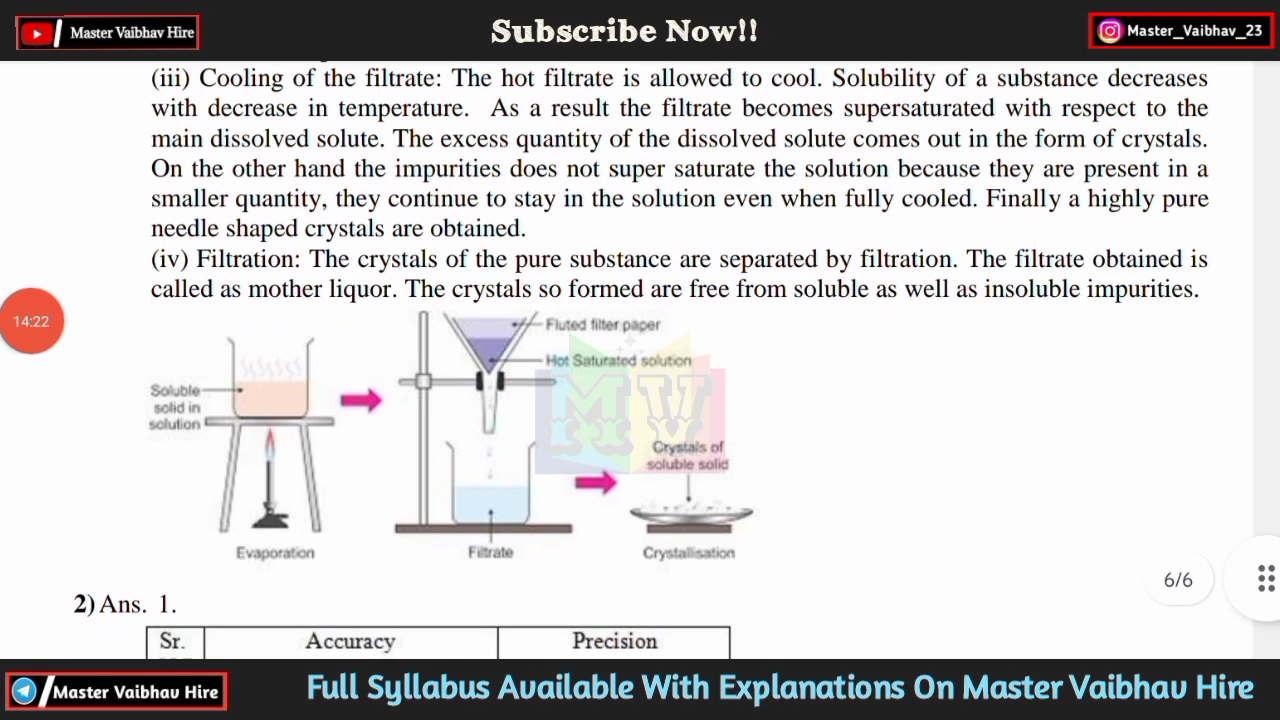 Master Vaibhav Hire
Subscribe Now!!
Master_Vaibhav_23
(iii) Cooling of the filtrate: The hot filtrate is allowed to cool. Solubility of a substance decreases
with decrease in temperature. As a result the filtrate becomes supersaturated with respect to the
main dissolved solute. The excess quantity of the dissolved solute comes out in the form of crystals.
On the other hand the impurities does not super saturate the solution because they are present in a
smaller quantity, they continue to stay in the solution even when fully cooled. Finally a highly pure
needle shaped crystals are obtained.
(iv) Filtration: The crystals of the pure substance are separated by filtration. The filtrate obtained is
called as mother liquor. The crystals so formed are free from soluble as well as insoluble impurities.
14:22
Fluted filter paper
Hot Saturated solution
Soluble
solid in
solution
MV
Crystals of
soluble solid
Evaporation
Filtrate
Crystallisation
6/6
2) Ans. 1.
Sr.
Accuracy
Precision
Master Vaibhav Hire
Full Syllabus Available With Explanations On Master Vaibhav Hire